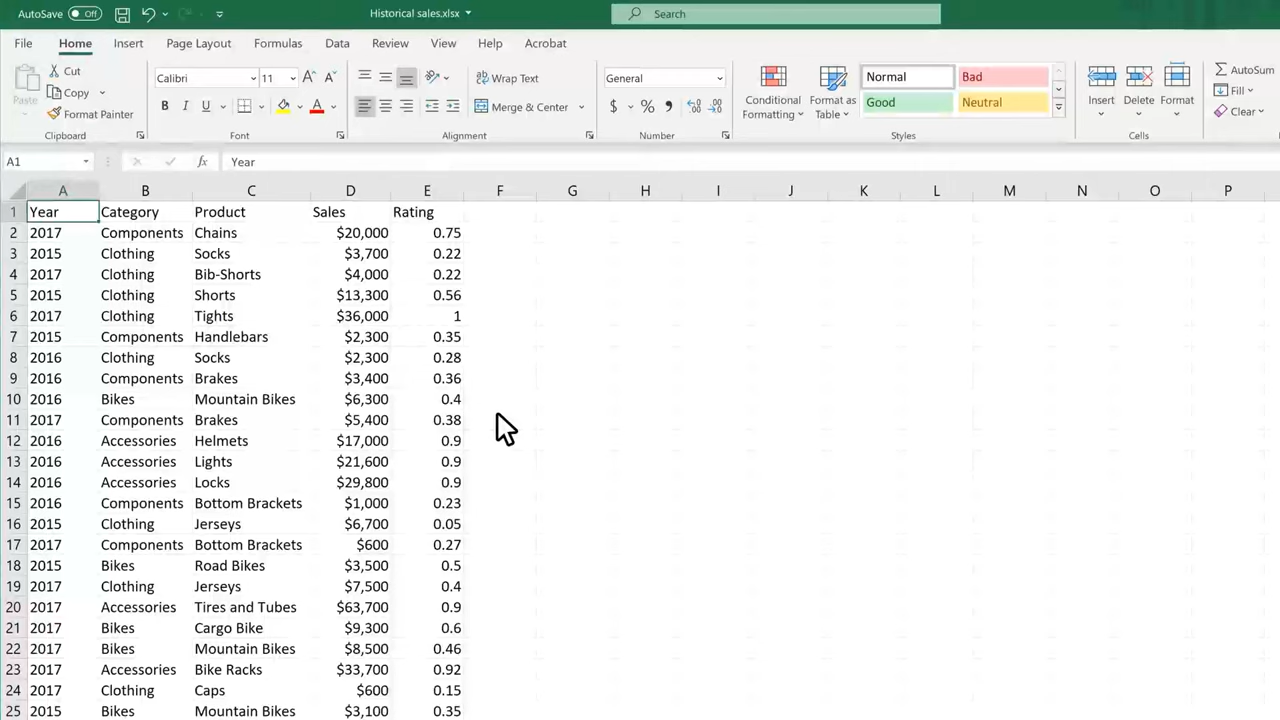 AutoSave Off Historical sales.xlsx Search
File Home Insert Page Layout Formulas Data Review View Help Acrobat
Cut
Copy
Format Painter
Paste
Calibri 11
B I U A
Wrap Text
Merge & Center
General
$ % 9
Conditional Formatting
Format as Table
Normal Bad
Good Neutral
Insert Delete Format
AutoSum
Fill
Clear
Clipboard Font Alignment Number Styles Cells
A1 fx Year
A B C D E F G H I J K L M N O P
1 Year Category Product Sales Rating
2 2017 Components Chains $20,000 0.75
3 2015 Clothing Socks $3,700 0.22
4 2017 Clothing Bib-Shorts $4,000 0.22
5 2015 Clothing Shorts $13,300 0.56
6 2017 Clothing Tights $36,000 1
7 2015 Components Handlebars $2,300 0.35
8 2016 Clothing Socks $2,300 0.28
9 2016 Components Brakes $3,400 0.36
10 2016 Bikes Mountain Bikes $6,300 0.4
11 2017 Components Brakes $5,400 0.38
12 2016 Accessories Helmets $17,000 0.9
13 2016 Accessories Lights $21,600 0.9
14 2016 Accessories Locks $29,800 0.9
15 2016 Components Bottom Brackets $1,000 0.23
16 2015 Clothing Jerseys $6,700 0.05
17 2017 Components Bottom Brackets $600 0.27
18 2015 Bikes Road Bikes $3,500 0.5
19 2017 Clothing Jerseys $7,500 0.4
20 2017 Accessories Tires and Tubes $63,700 0.9
21 2017 Bikes Cargo Bike $9,300 0.6
22 2017 Bikes Mountain Bikes $8,500 0.46
23 2017 Accessories Bike Racks $33,700 0.92
24 2017 Clothing Caps $600 0.15
25 2015 Bikes Mountain Bikes $3,100 0.35